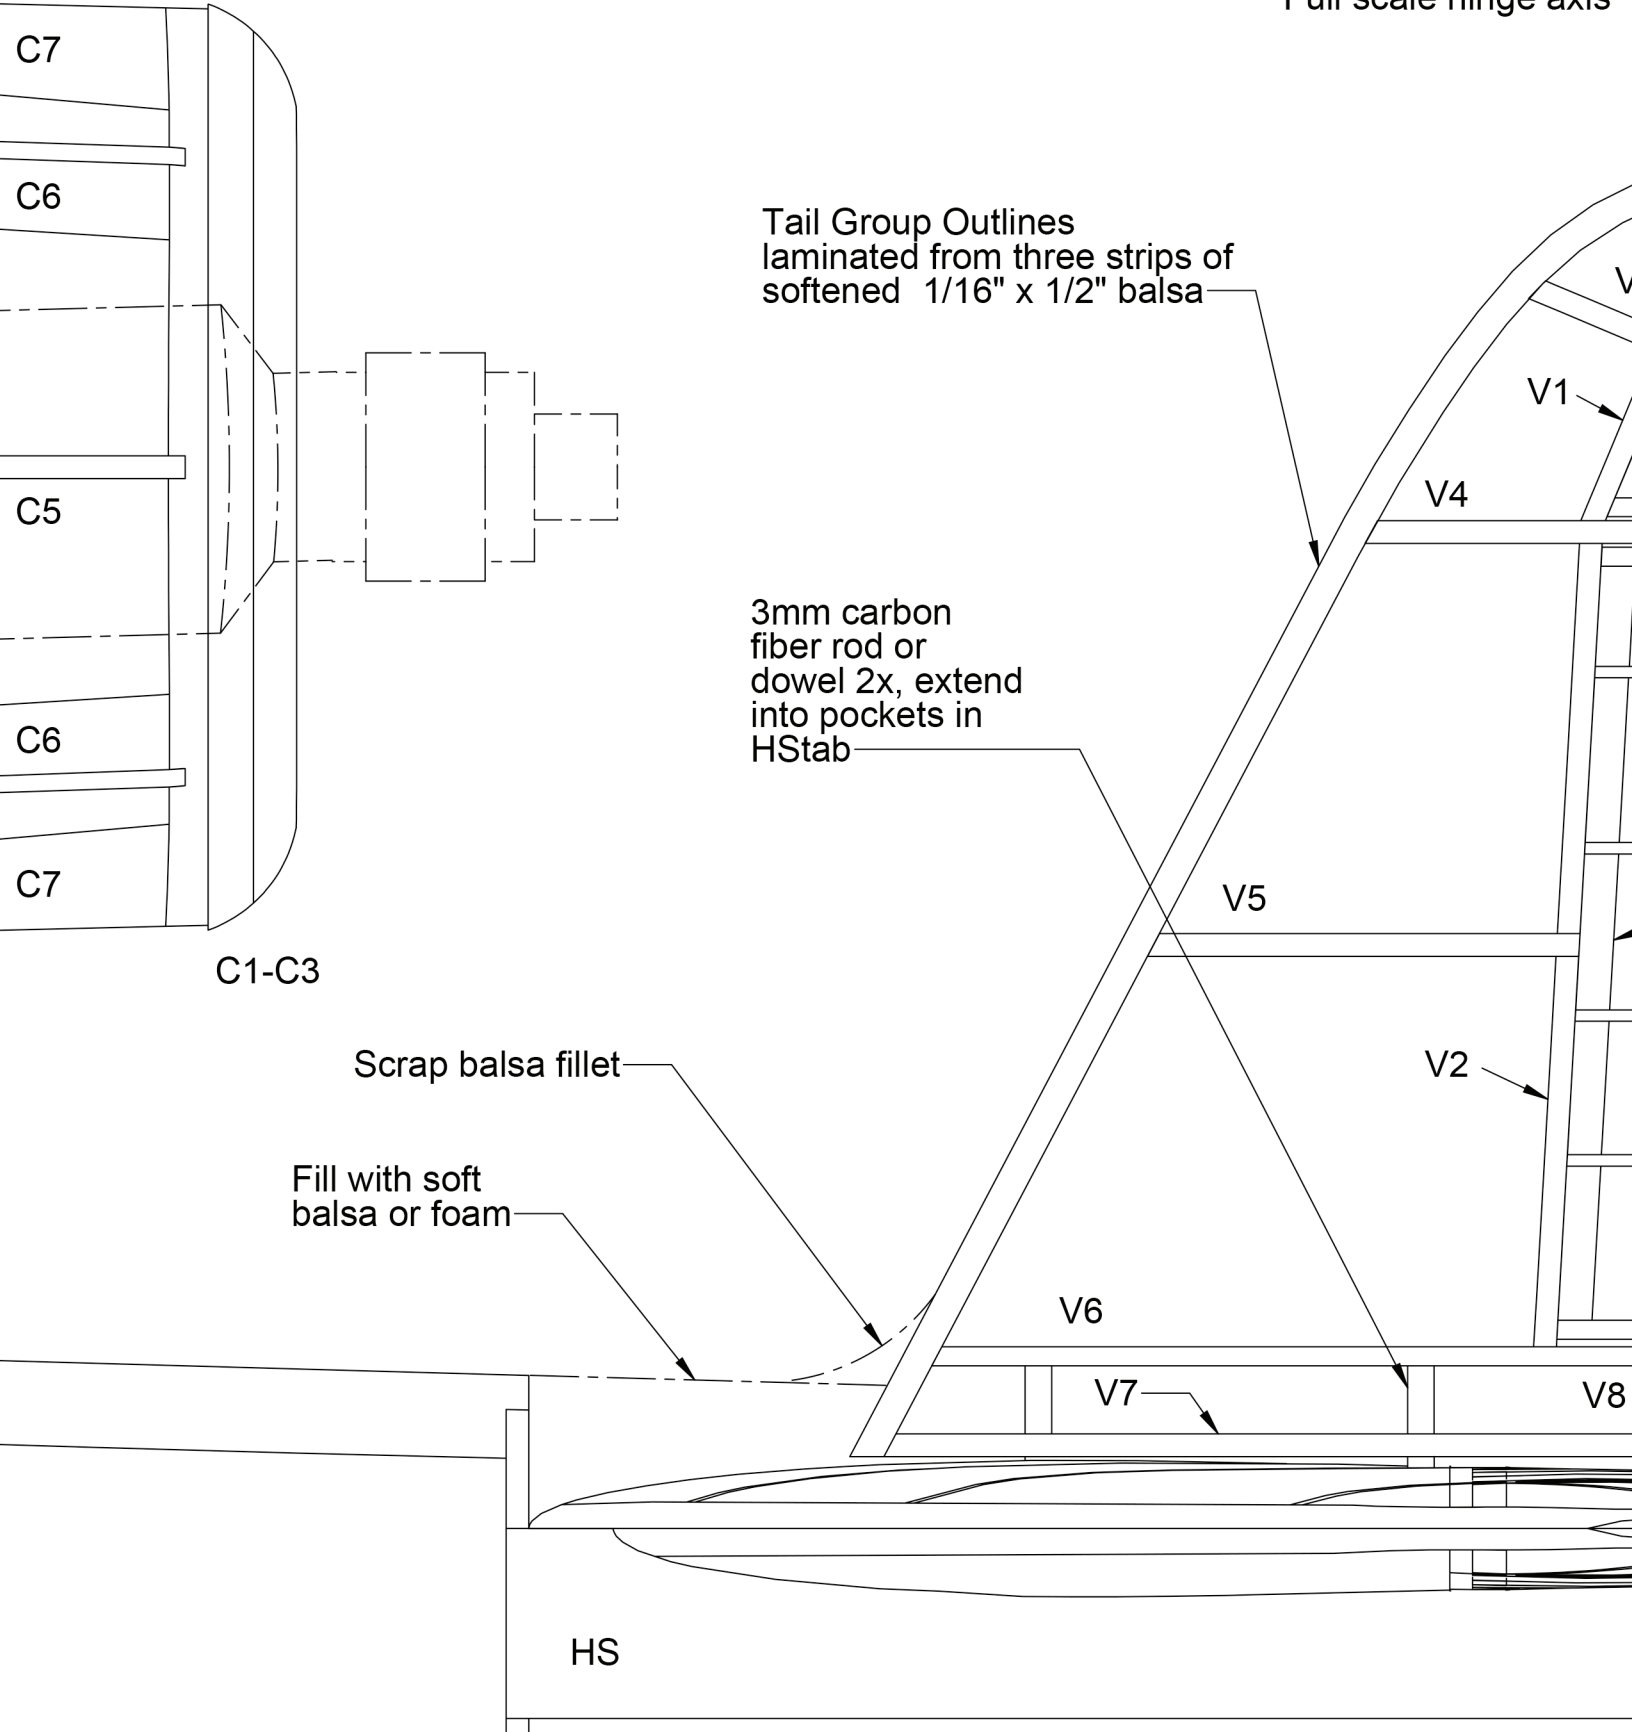 Full scale hinge axis
C7
C6
C5
C6
C7
C1-C3
Tail Group Outlines
laminated from three strips of
softened 1/16" x 1/2" balsa
V1
V4
3mm carbon
fiber rod or
dowel 2x, extend
into pockets in
HStab
V5
V2
Scrap balsa fillet
Fill with soft
balsa or foam
V6
V7
V8
HS